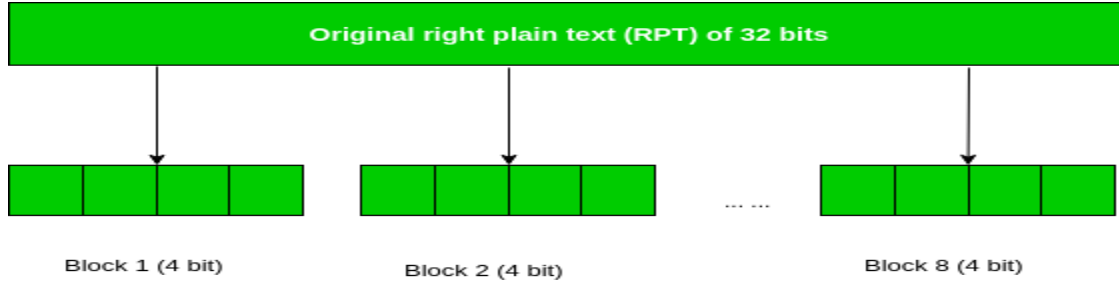 Original right plain text (RPT) of 32 bits
... ...
Block 1 (4 bit)
Block 2 (4 bit)
Block 8 (4 bit)